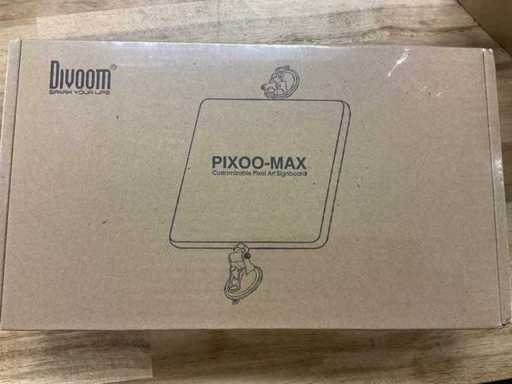 Divoom®
SPARK YOUR LIFE
PIXOO-MAX
Customizable Pixel Art Signboard